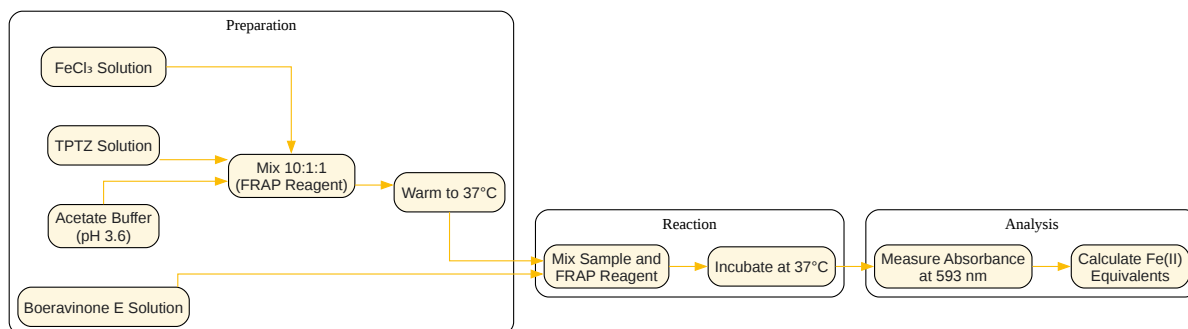 Preparation
FeCl₃ Solution
TPTZ Solution
Acetate Buffer
(pH 3.6)
Mix 10:1:1
(FRAP Reagent)
Warm to 37°C
Boeravinone E Solution
Reaction
Mix Sample and
FRAP Reagent
Incubate at 37°C
Analysis
Measure Absorbance
at 593 nm
Calculate Fe(II)
Equivalents